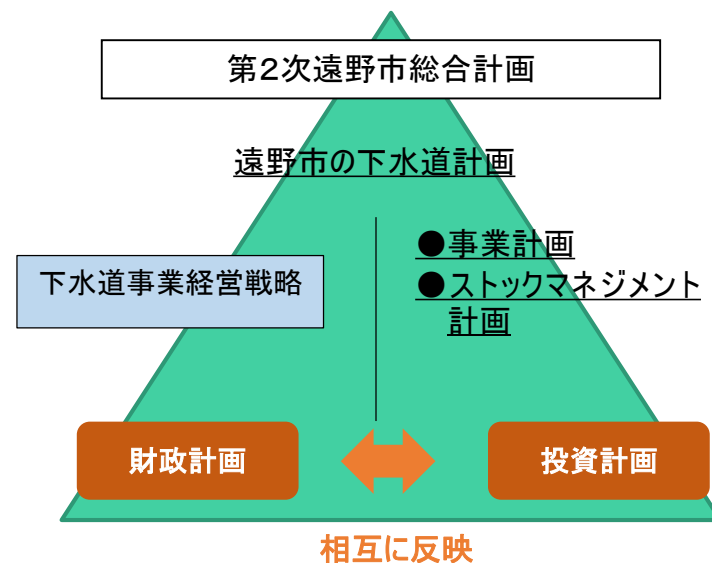 第2次遠野市総合計画
遠野市の下水道計画
下水道事業経営戦略
●事業計画
●ストックマネジメント
計画
財政計画
投資計画
相互に反映